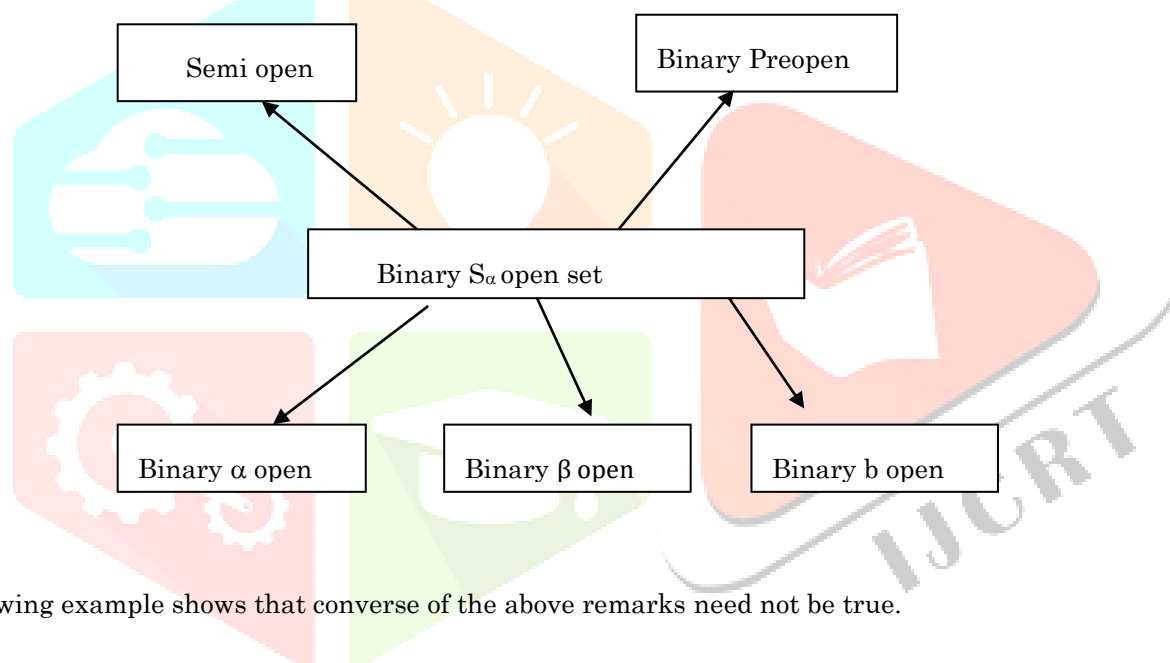 Semi open
Binary Preopen
Binary Sα open set
Binary α open
Binary β open
Binary b open
IJCRT
wing example shows that converse of the above remarks need not be true.